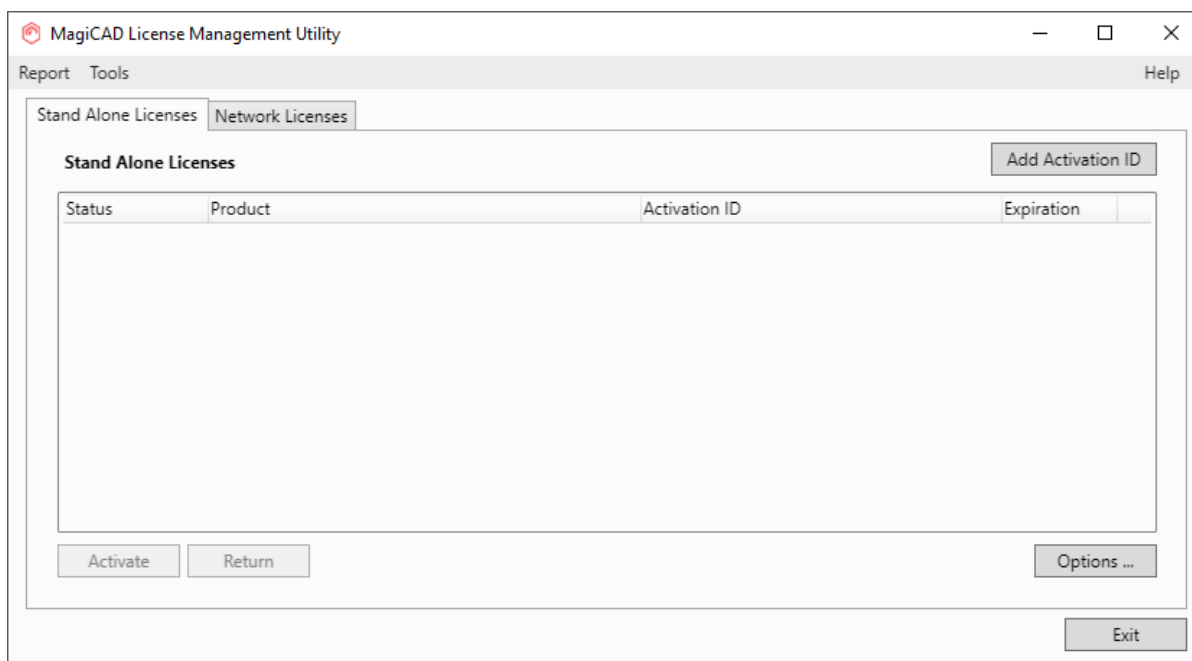 MagiCAD License Management Utility
Report Tools Help
Stand Alone Licenses Network Licenses
Stand Alone Licenses Add Activation ID
Status Product Activation ID Expiration
Activate Return Options ...
Exit